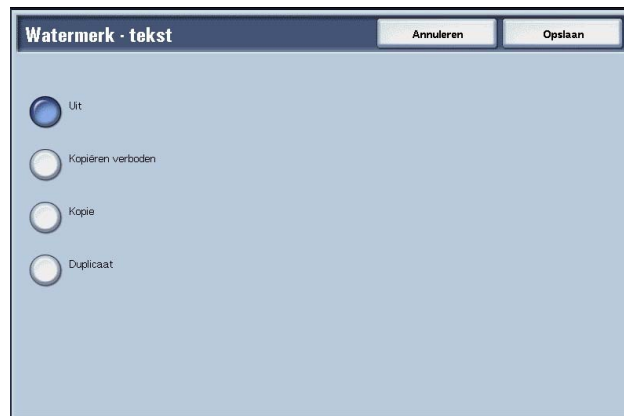 Watermerk - tekst
Annuleren
Opslaan
Uit
Kopiëren verboden
Kopie
Duplicaat